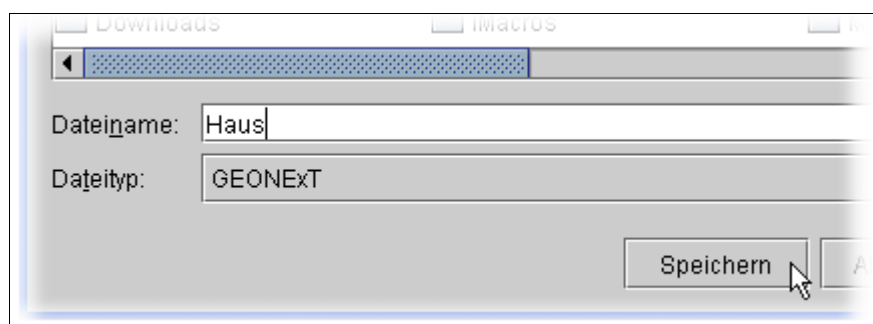 Downloads iMacros
Dateiname: Haus
Dateityp: GEONExT
Speichern